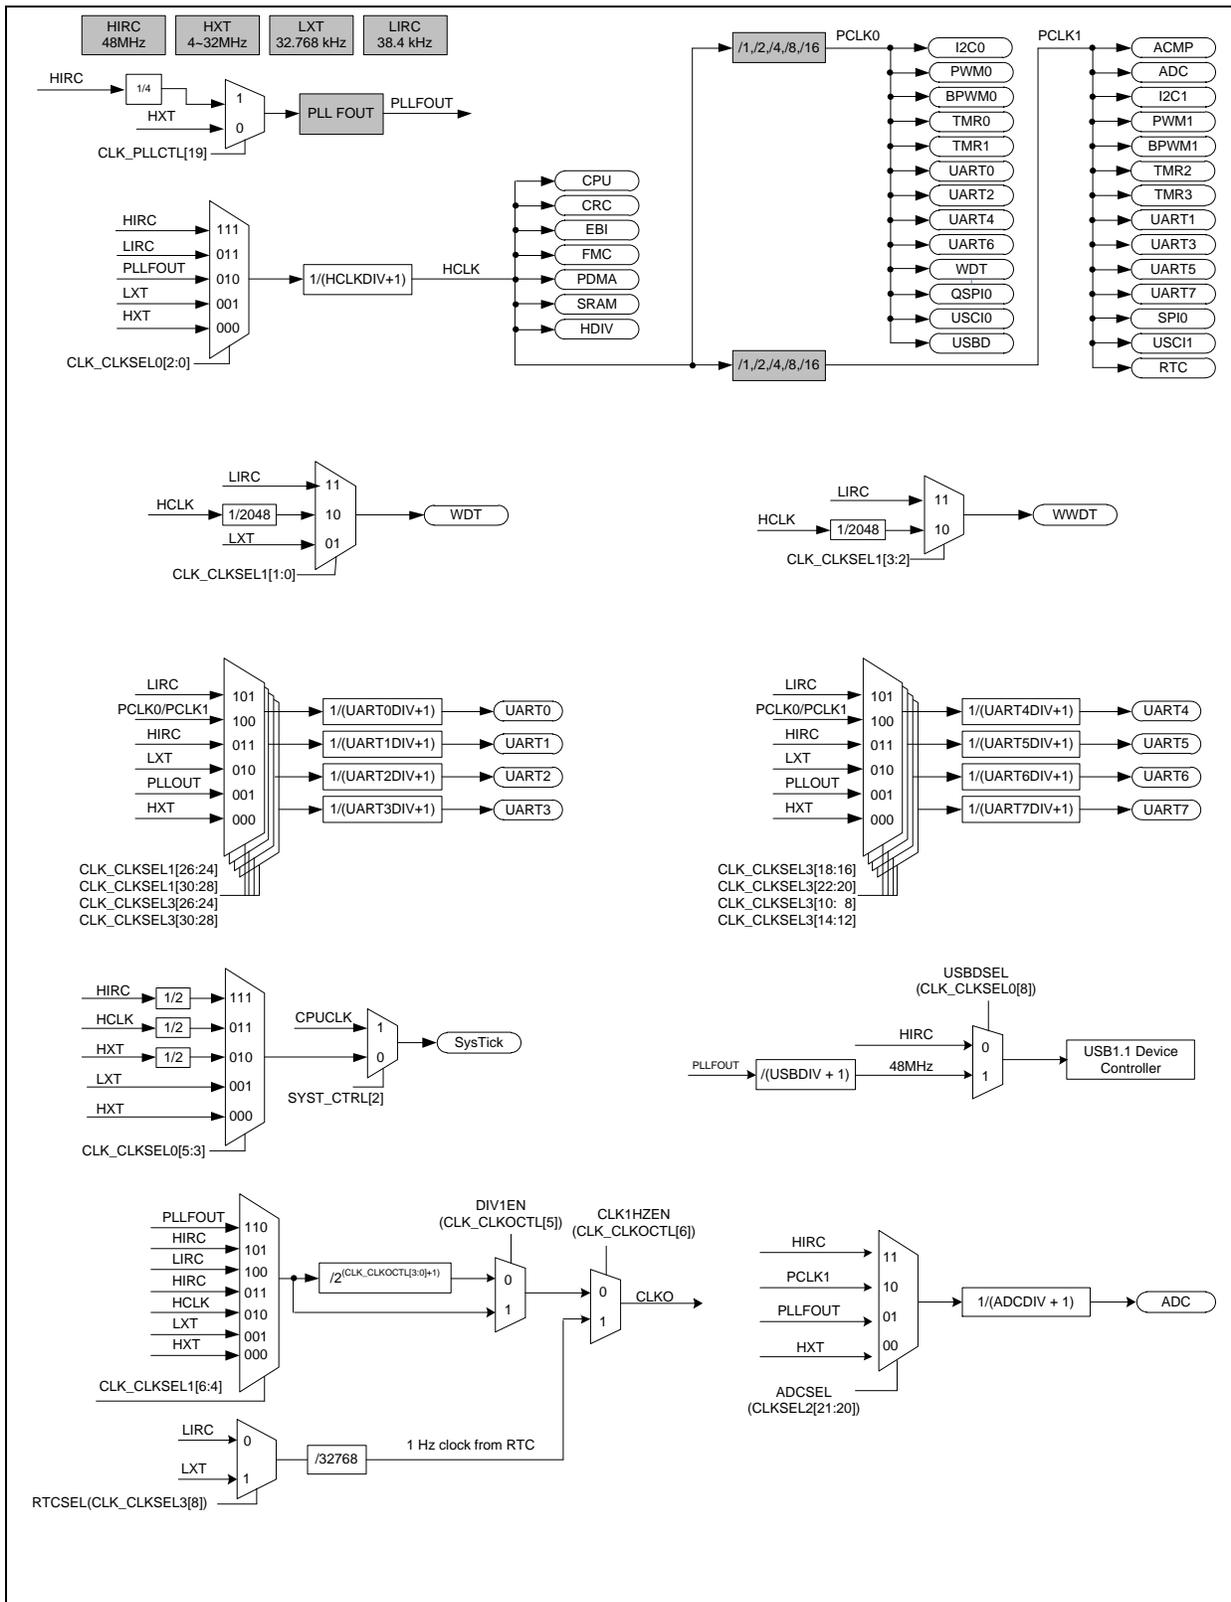 HIRC
48MHz
HXT
4~32MHz
LXT
32.768 kHz
LIRC
38.4 kHz
HIRC
1/4
HXT
1
0
CLK_PLLCTL[19]
PLL FOUT
PLLFOUT
HIRC
LIRC
PLLFOUT
LXT
HXT
111
011
010
001
000
CLK_CLKSEL0[2:0]
1/(HCLKDIV+1)
HCLK
CPU
CRC
EBI
FMC
PDMA
SRAM
HDIV
/1,/2,/4,/8,/16
PCLK0
I2C0
PWM0
BPWM0
TMR0
TMR1
UART0
UART2
UART4
UART6
WDT
QSPI0
USCI0
USBD
/1,/2,/4,/8,/16
PCLK1
ACMP
ADC
I2C1
PWM1
BPWM1
TMR2
TMR3
UART1
UART3
UART5
UART7
SPI0
USCI1
RTC
LIRC
HCLK
1/2048
LXT
11
10
01
CLK_CLKSEL1[1:0]
WDT
LIRC
HCLK
1/2048
11
10
CLK_CLKSEL1[3:2]
WWDT
LIRC
PCLK0/PCLK1
HIRC
LXT
PLLOUT
HXT
101
100
011
010
001
000
1/(UART0DIV+1)
UART0
1/(UART1DIV+1)
UART1
1/(UART2DIV+1)
UART2
1/(UART3DIV+1)
UART3
CLK_CLKSEL1[26:24]
CLK_CLKSEL1[30:28]
CLK_CLKSEL3[26:24]
CLK_CLKSEL3[30:28]
LIRC
PCLK0/PCLK1
HIRC
LXT
PLLOUT
HXT
101
100
011
010
001
000
1/(UART4DIV+1)
UART4
1/(UART5DIV+1)
UART5
1/(UART6DIV+1)
UART6
1/(UART7DIV+1)
UART7
CLK_CLKSEL3[18:16]
CLK_CLKSEL3[22:20]
CLK_CLKSEL3[10: 8]
CLK_CLKSEL3[14:12]
HIRC
1/2
HCLK
1/2
HXT
1/2
LXT
HXT
111
011
010
001
000
CLK_CLKSEL0[5:3]
CPUCLK
1
0
SYST_CTRL[2]
SysTick
USBDSEL
(CLK_CLKSEL0[8])
HIRC
PLLFOUT
/(USBDIV + 1)
48MHz
0
1
USB1.1 Device
Controller
PLLFOUT
HIRC
LIRC
HIRC
HCLK
LXT
HXT
110
101
100
011
010
001
000
CLK_CLKSEL1[6:4]
/2(CLK_CLKOCTL[3:0]+1)
DIV1EN
(CLK_CLKOCTL[5])
0
1
CLK1HZEN
(CLK_CLKOCTL[6])
0
1
CLKO
LIRC
LXT
0
1
RTCSEL(CLK_CLKSEL3[8])
/32768
1 Hz clock from RTC
HIRC
PCLK1
PLLFOUT
HXT
11
10
01
00
ADCSEL
(CLKSEL2[21:20])
1/(ADCDIV + 1)
ADC